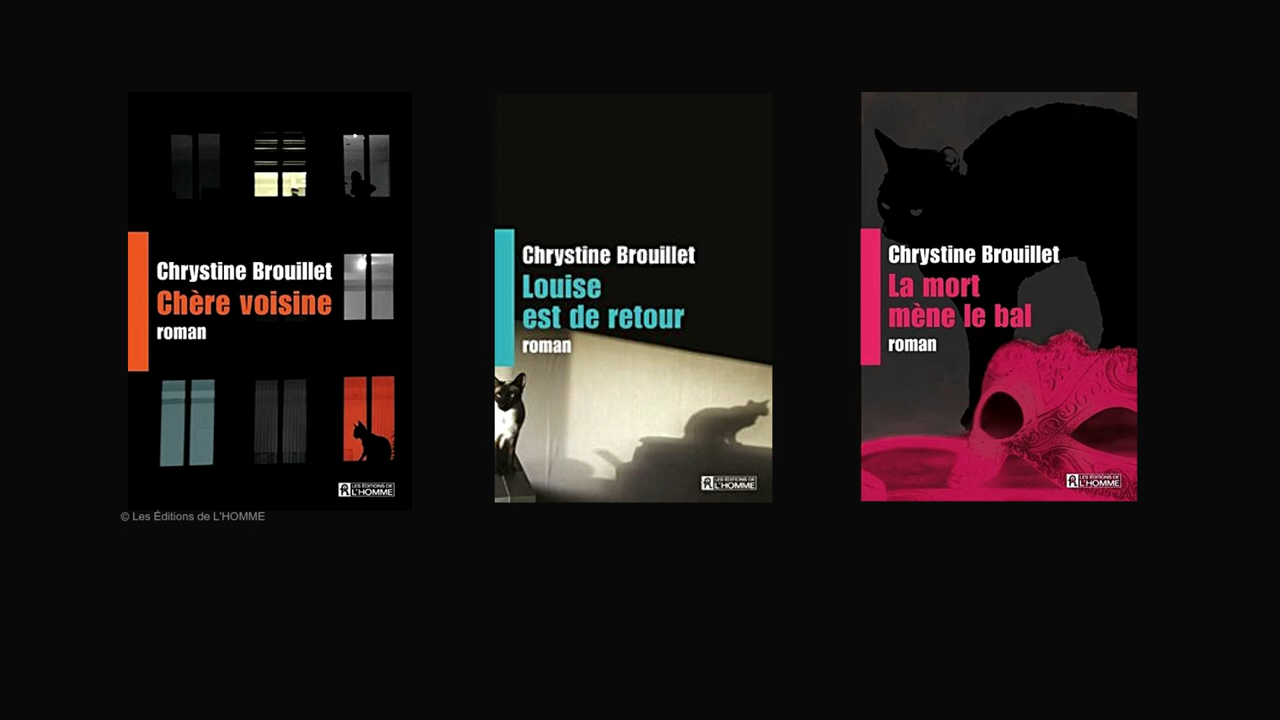 Chrystine Brouillet
Chère voisine
roman
LES ÉDITIONS DE
L'HOMME
© Les Éditions de L'HOMME
Chrystine Brouillet
Louise
est de retour
roman
LES ÉDITIONS DE
L'HOMME
Chrystine Brouillet
La mort
mène le bal
roman
LES ÉDITIONS DE
L'HOMME